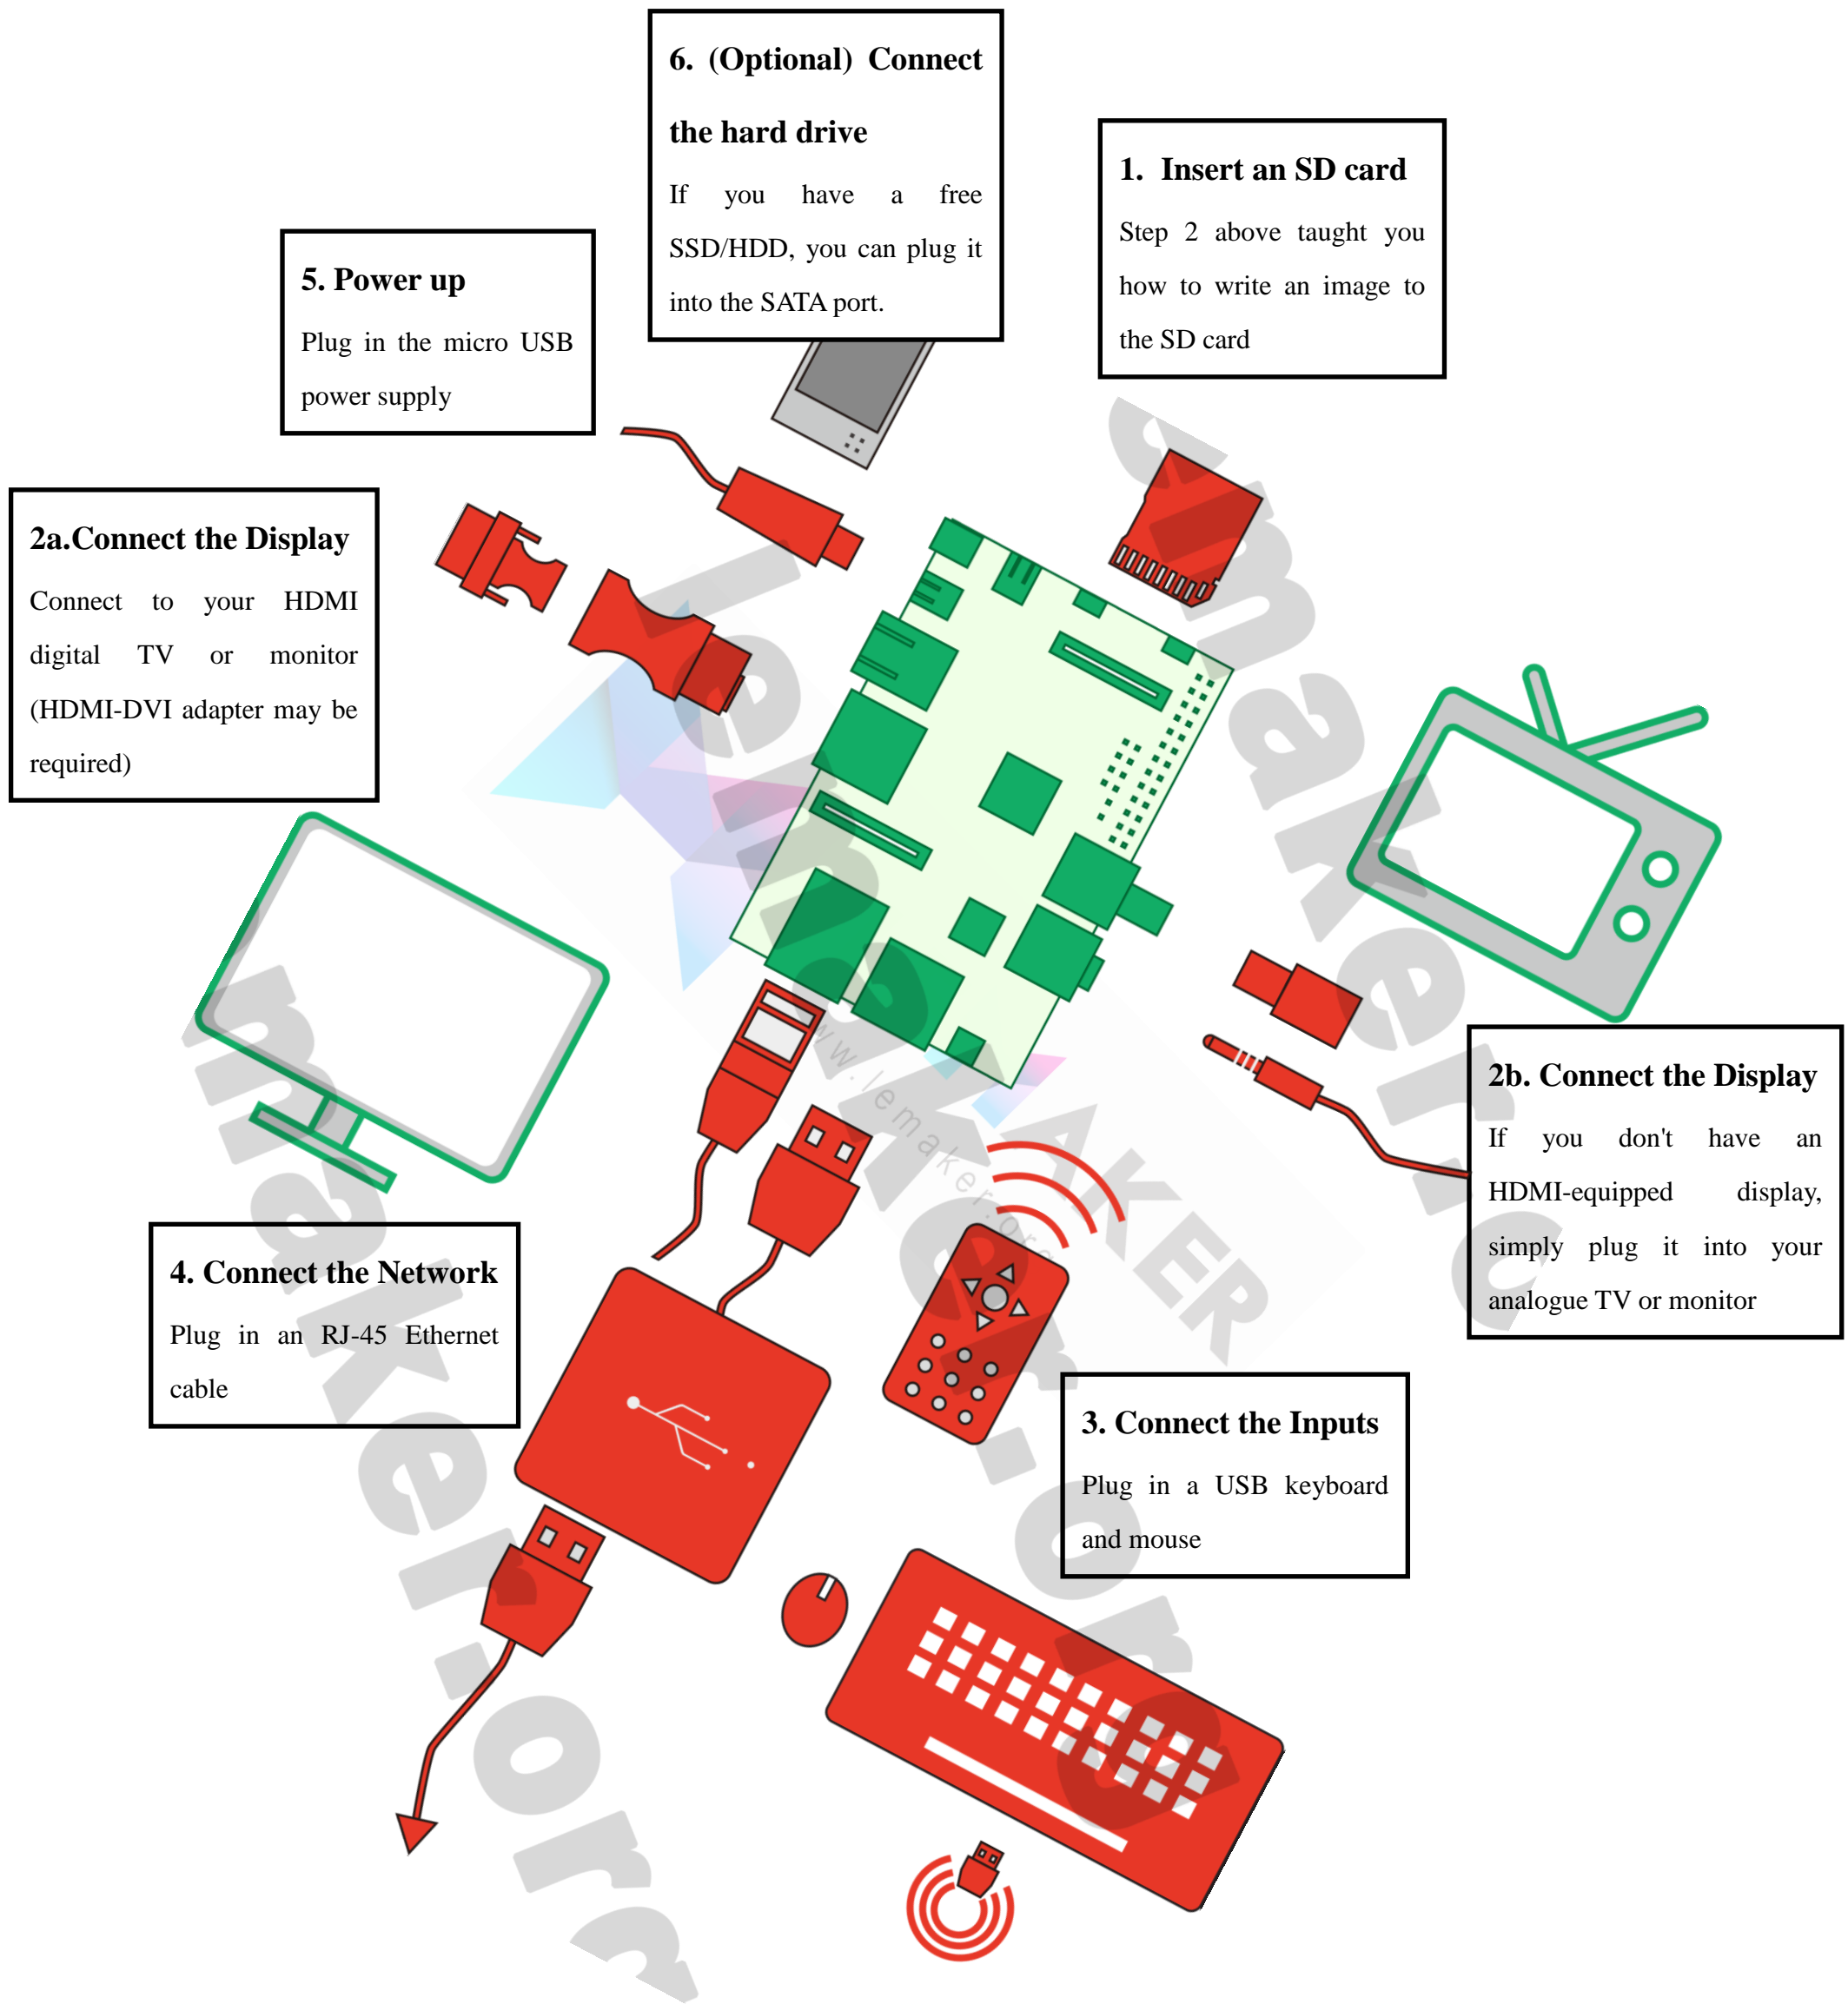 6. (Optional) Connect
the hard drive
If you have a free
SSD/HDD, you can plug it
into the SATA port.
1. Insert an SD card
Step 2 above taught you
how to write an image to
the SD card
5. Power up
Plug in the micro USB
power supply
2a.Connect the Display
Connect to your HDMI
digital TV or monitor
(HDMI-DVI adapter may be
required)
2b. Connect the Display
If you don't have an
HDMI-equipped display,
simply plug it into your
analogue TV or monitor
4. Connect the Network
Plug in an RJ-45 Ethernet
cable
3. Connect the Inputs
Plug in a USB keyboard
and mouse
www.lemaker.org
lemaker.org